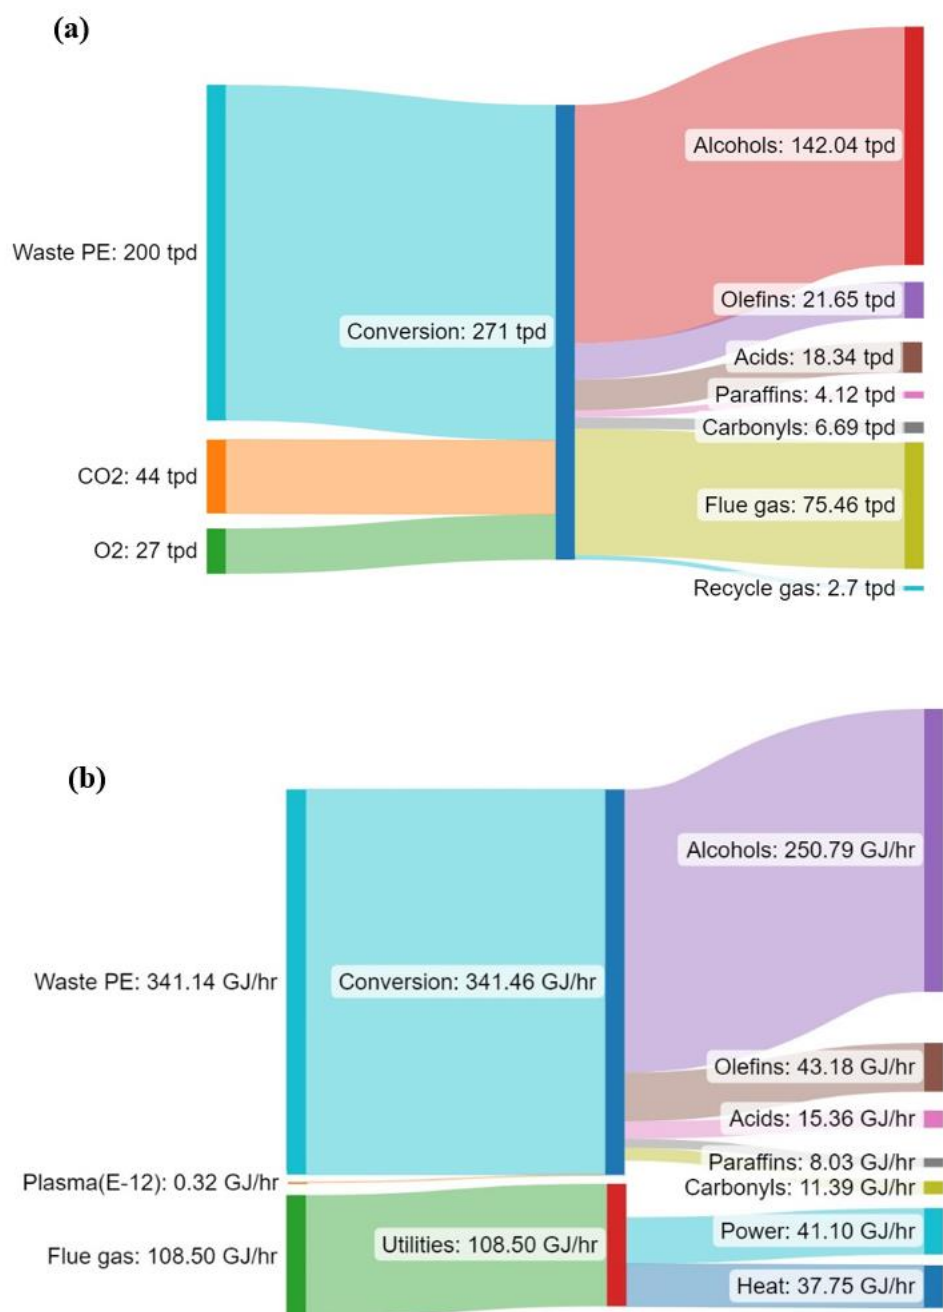 (a)
Alcohols: 142.04 tpd
Waste PE: 200 tpd
Olefins: 21.65 tpd
Conversion: 271 tpd
Acids: 18.34 tpd
Paraffins: 4.12 tpd
Carbonyls: 6.69 tpd
CO2: 44 tpd
Flue gas: 75.46 tpd
O2: 27 tpd
Recycle gas: 2.7 tpd
(b)
Alcohols: 250.79 GJ/hr
Waste PE: 341.14 GJ/hr
Conversion: 341.46 GJ/hr
Olefins: 43.18 GJ/hr
Acids: 15.36 GJ/hr
Paraffins: 8.03 GJ/hr
Plasma(E-12): 0.32 GJ/hr
Carbonyls: 11.39 GJ/hr
Power: 41.10 GJ/hr
Utilities: 108.50 GJ/hr
Flue gas: 108.50 GJ/hr
Heat: 37.75 GJ/hr